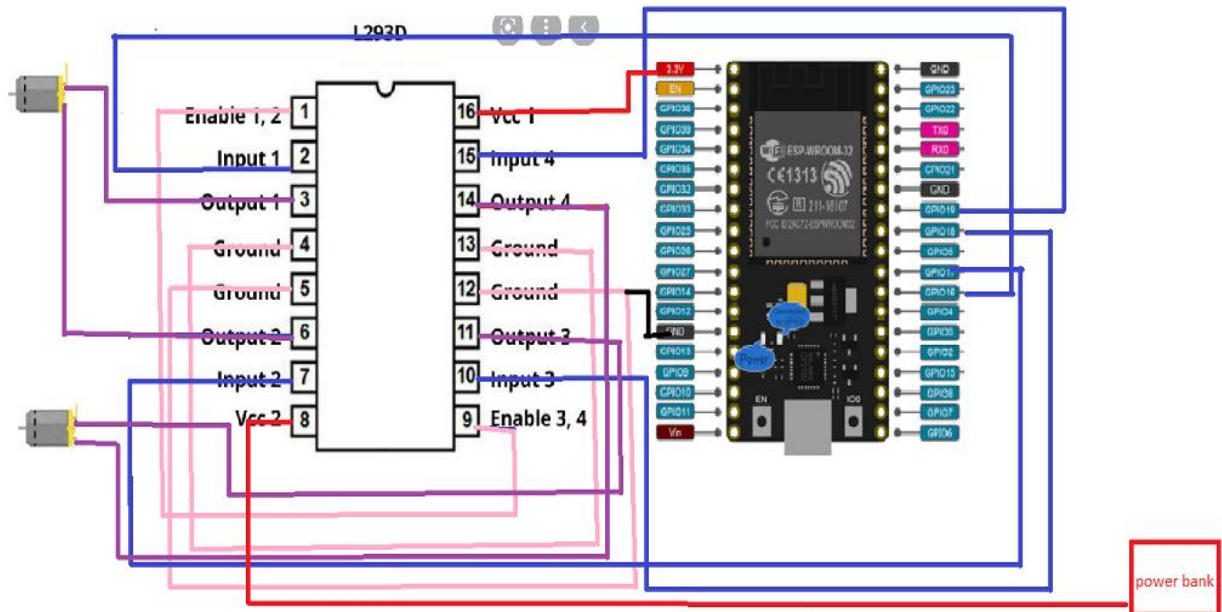 L293D
Enable 1, 2
1
16
Vcc 1
Input 1
2
15
Input 4
Output 1
3
14
Output 4
Ground
4
13
Ground
Ground
5
12
Ground
Output 2
6
11
Output 3
Input 2
7
10
Input 3
Vcc 2
8
9
Enable 3, 4
3.3V
EN
GPIO36
GPIO39
GPIO34
GPIO35
GPIO32
GPIO33
GPIO25
GPIO26
GPIO27
GPIO14
GPIO12
GND
GPIO13
GPIO9
GPIO10
GPIO11
Vin
WiFi ESP-WROOM-32
CE1313
211-16
Power
EN
IO0
GND
GPIO23
GPIO22
TX0
RX0
GPIO21
GND
GPIO19
GPIO18
GPIO5
GPIO17
GPIO16
GPIO4
GPIO0
GPIO2
GPIO15
GPIO8
GPIO7
GPIO6
power bank